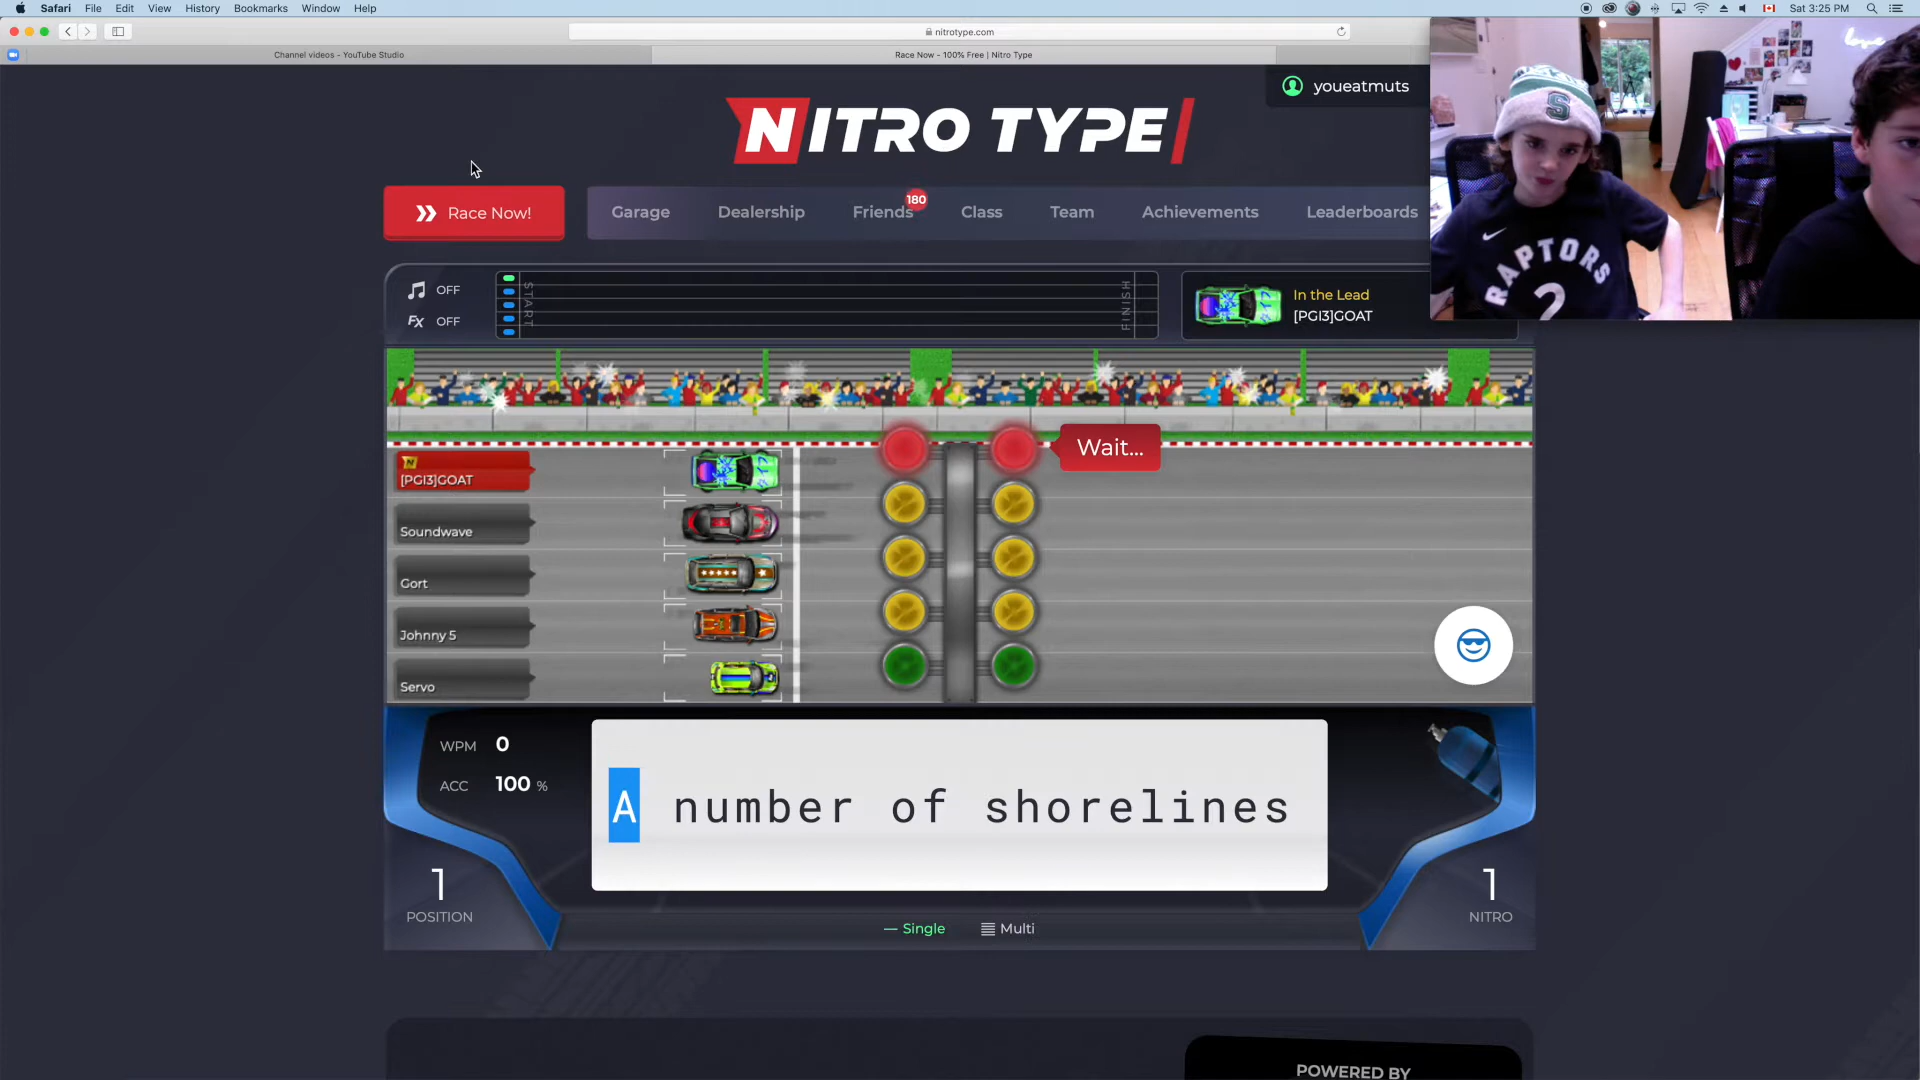 Safari File Edit View History Bookmarks Window Help
Sat 3:25 PM
nitrotype.com
Channel videos - YouTube Studio
Race Now - 100% Free | Nitro Type
youeatmuts
NITRO TYPE
love
S
RAPTORS
2
Race Now!
Garage Dealership Friends 180 Class Team Achievements Leaderboards
OFF
FX OFF
START
FINISH
In the Lead
[PGI3]GOAT
Wait...
N
[PGI3]GOAT
Soundwave
Gort
Johnny 5
Servo
WPM 0
ACC 100 %
A number of shorelines
1
POSITION
1
NITRO
Single Multi
POWERED BY